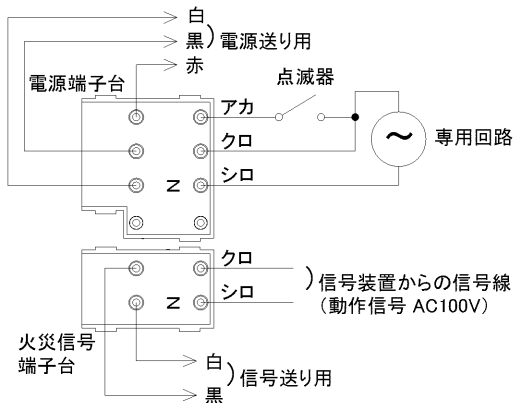 白
黒
電源送り用
赤
電源端子台
点滅器
アカ
クロ
専用回路
シロ
N
クロ
信号装置からの信号線
シロ
(動作信号 AC100V)
N
火災信号
端子台
白
信号送り用
黒